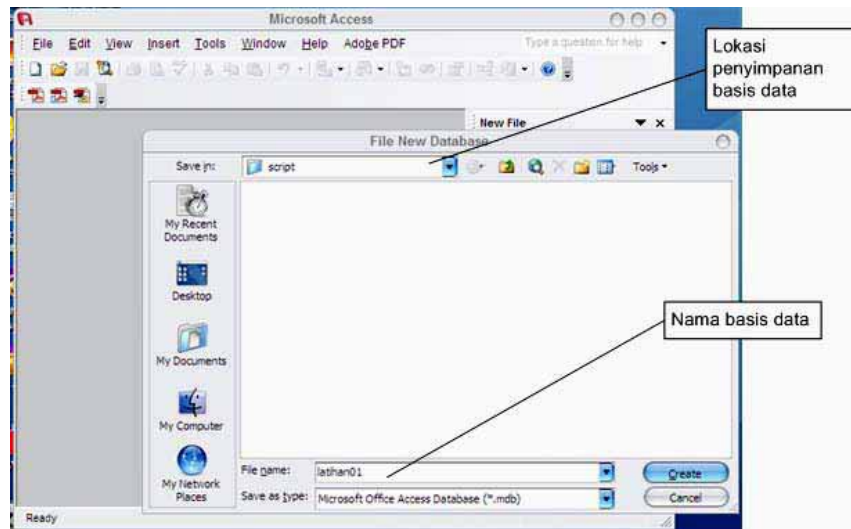 Microsoft Access
File Edit View Insert Tools Window Help Adobe PDF Type a question for help
Lokasi
penyimpanan
basis data
New File
File New Database
Save in: script Tools
My Recent
Documents
Desktop
My Documents
My Computer
My Network
Places
Nama basis data
File name: latihan01 Create
Save as type: Microsoft Office Access Database (*.mdb) Cancel
Ready